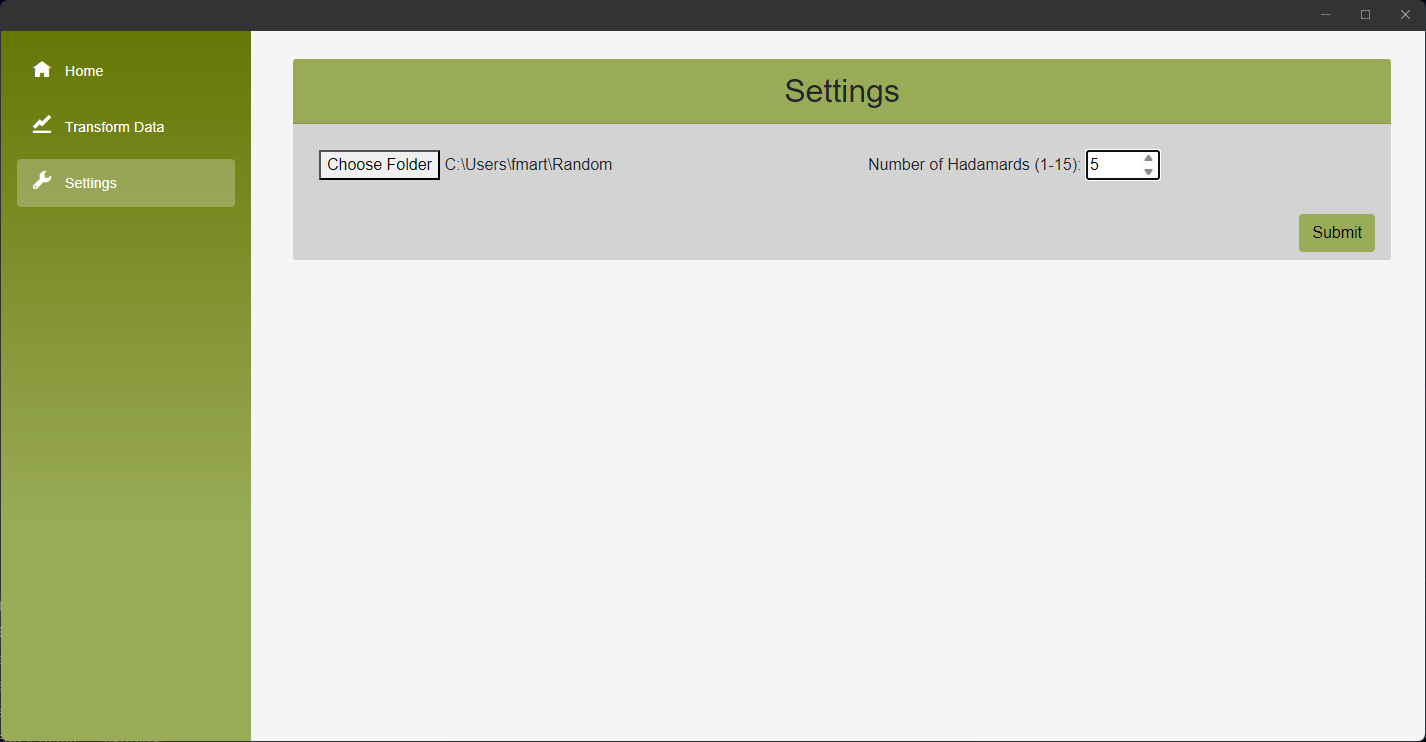 Home
Transform Data
Settings
Settings
Choose Folder C:\Users\fmart\Random
Number of Hadamards (1-15): 5
Submit